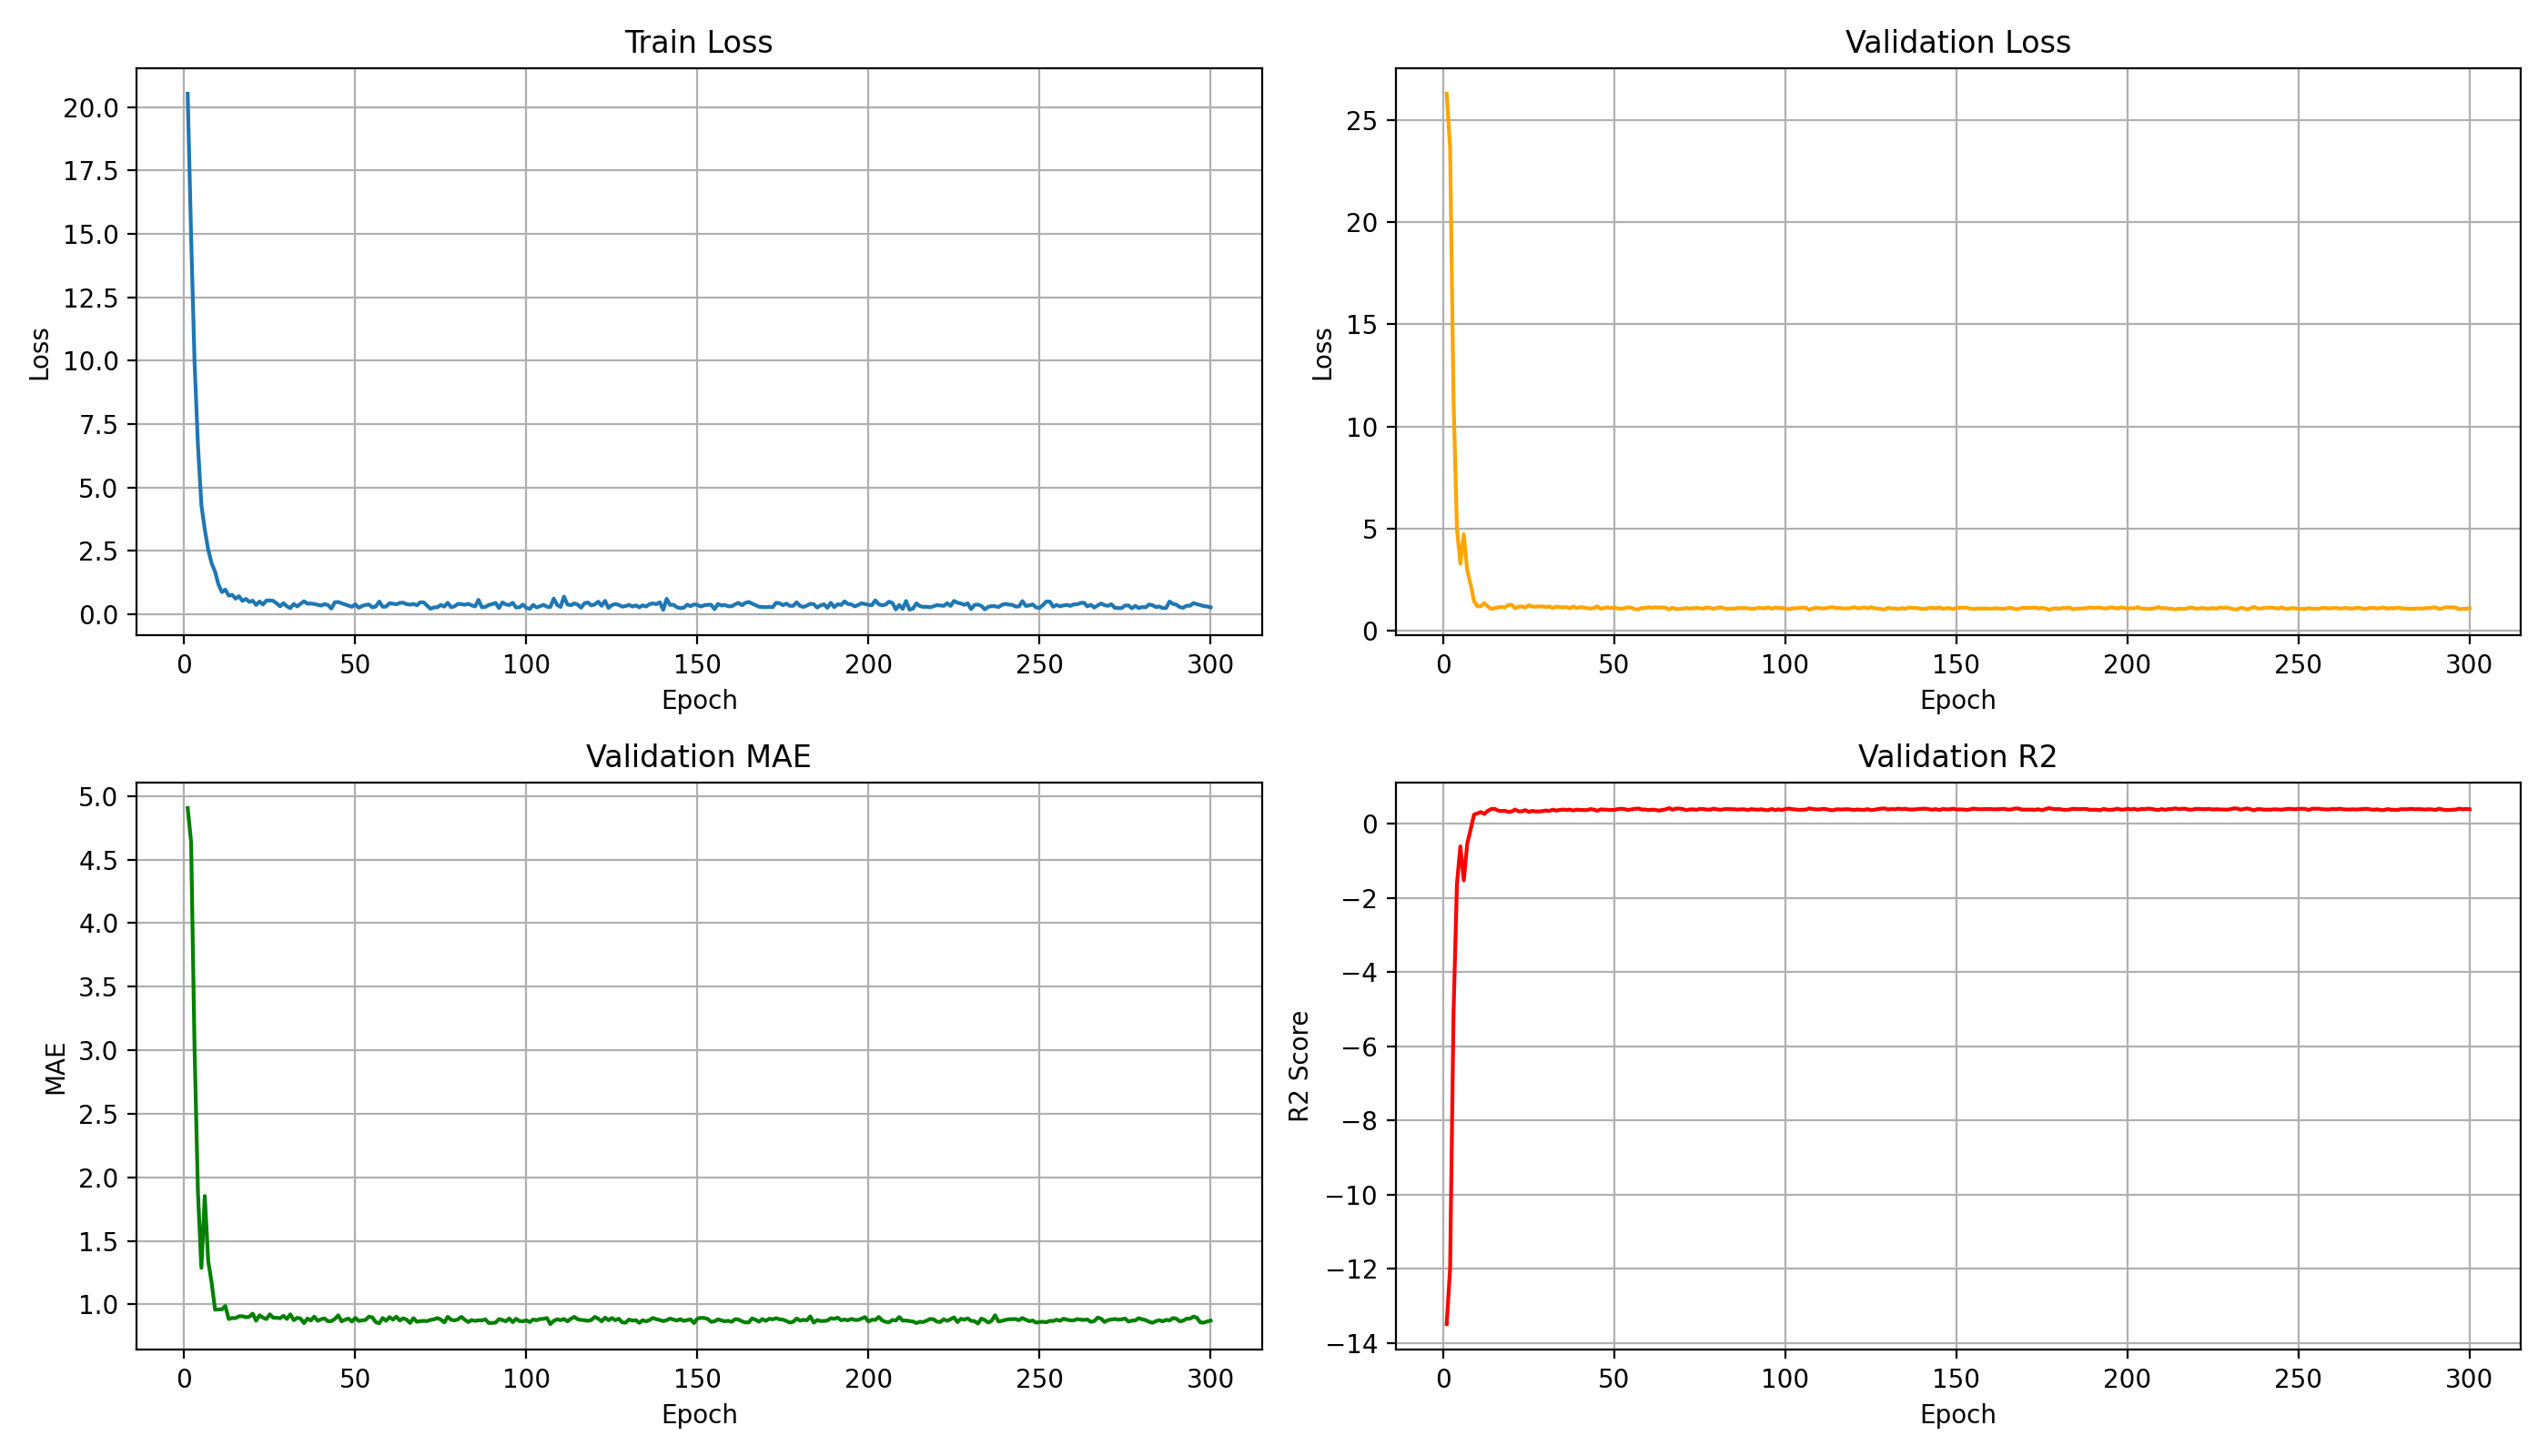 Train Loss
20.0
17.5
15.0
12.5
10.0
7.5
5.0
2.5
0.0
Loss
0 50 100 150 200 250 300
Epoch
Validation Loss
25
20
15
10
5
0
Loss
0 50 100 150 200 250 300
Epoch
Validation MAE
5.0
4.5
4.0
3.5
3.0
2.5
2.0
1.5
1.0
MAE
0 50 100 150 200 250 300
Epoch
Validation R2
0
−2
−4
−6
−8
−10
−12
−14
R2 Score
0 50 100 150 200 250 300
Epoch